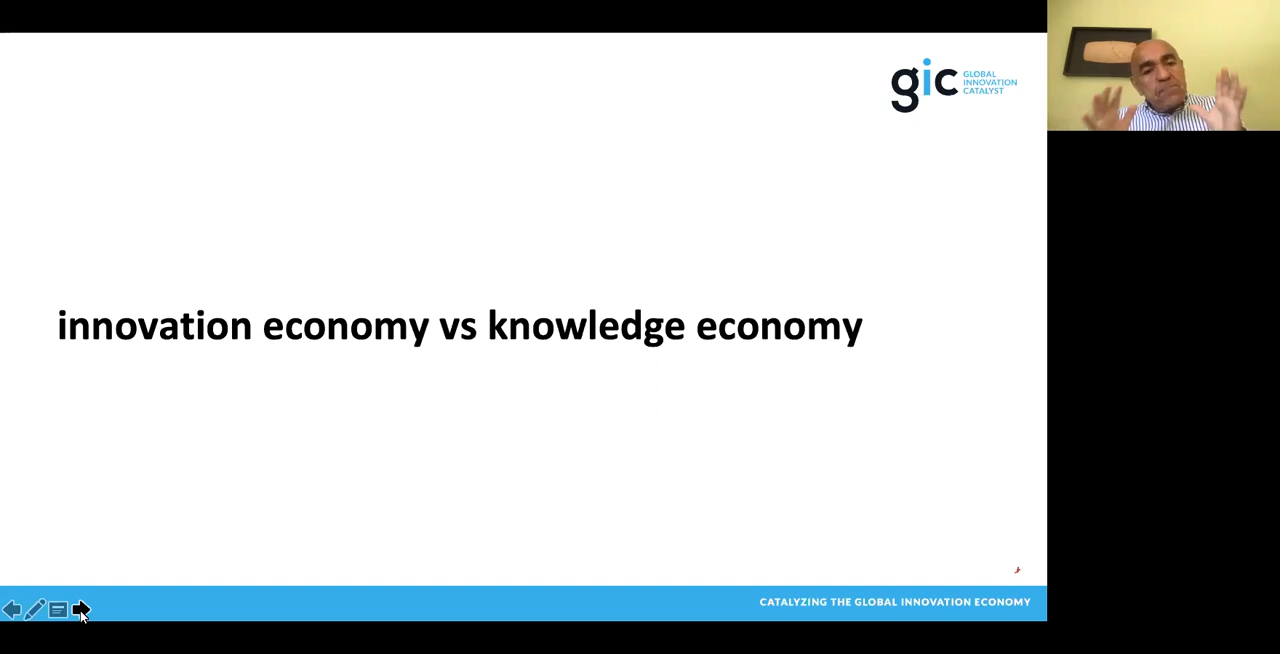 gic
GLOBAL
INNOVATION
CATALYST
innovation economy vs knowledge economy
CATALYZING THE GLOBAL INNOVATION ECONOMY